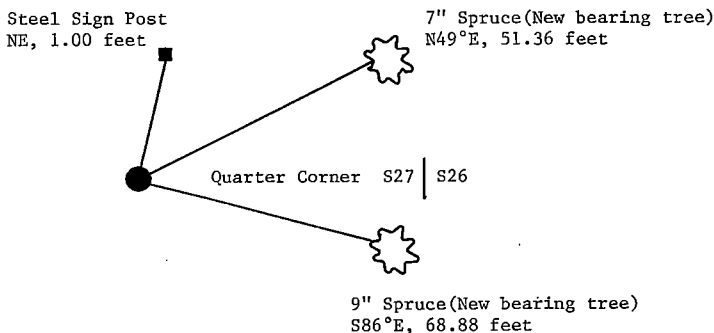 Steel Sign Post
NE, 1.00 feet
7" Spruce(New bearing tree)
N49°E, 51.36 feet
Quarter Corner S27 S26
9" Spruce(New bearing tree)
S86°E, 68.88 feet